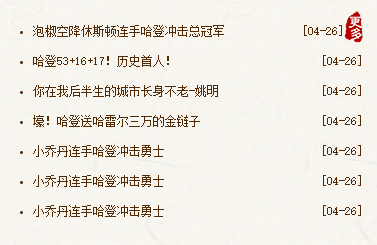 泡椒空降休斯顿连手哈登冲击总冠军 [04-26] 更多
哈登53+16+17！历史首人！ [04-26]
你在我后半生的城市长身不老-姚明 [04-26]
壕！哈登送哈雷尔三万的金链子 [04-26]
小乔丹连手哈登冲击勇士 [04-26]
小乔丹连手哈登冲击勇士 [04-26]
小乔丹连手哈登冲击勇士 [04-26]